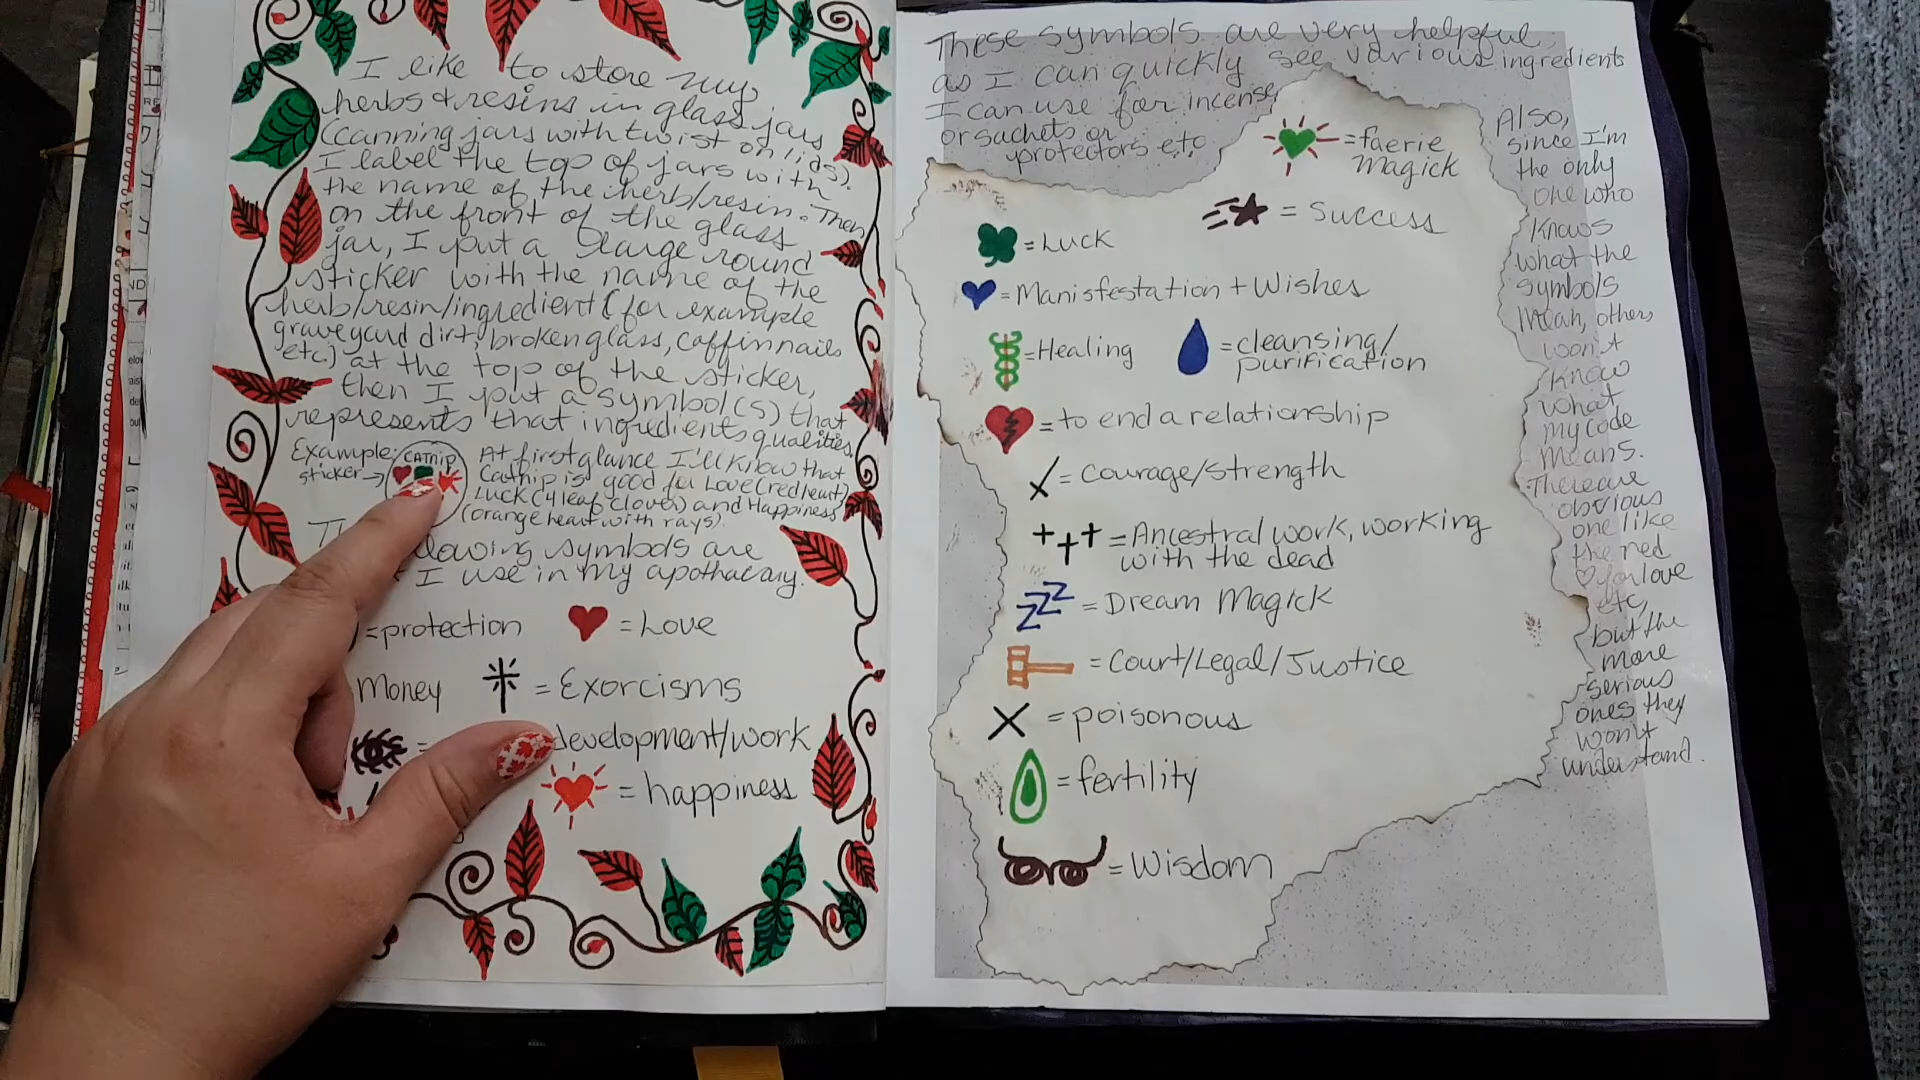 I like to store my
herbs & resins in glass jars
(canning jars with twist on lids).
I label the top of jars with
the name of the herb/resin. Then
on the front of the glass
jar, I put a large round
sticker with the name of the
herb/resin/ingredient (for example
graveyard dirt, broken glass, coffin nails
etc) at the top of the sticker,
then I put a symbol(s) that
represents that ingredients qualities.
Example:
sticker→
CATNIP
At first glance I'll know that
Catnip is good for Love (red heart)
Luck (4 leaf clover) and Happiness
(orange heart with rays).
lowing symbols are
I use in my apothecary.
= protection
= Love
Money
= Exorcisms
=
development/work
= happiness
These symbols are very helpful,
as I can quickly see various ingredients
I can use for incense
or sachets or
protectors etc
= faerie
magick
= Success
= Luck
= Manisfestation + Wishes
= Healing
= cleansing/
purification
= to end a relationship
= Courage/Strength
= Ancestral work, working
with the dead
zzz = Dream Magick
= Court/Legal/Justice
X = poisonous
= fertility
= Wisdom
Also,
since I'm
the only
one who
knows
what the
symbols
mean, others
won't
know
what
my code
means.
There are
obvious
one like
the red
♡ for love
etc,
but the
more
serious
ones they
won't
understand.